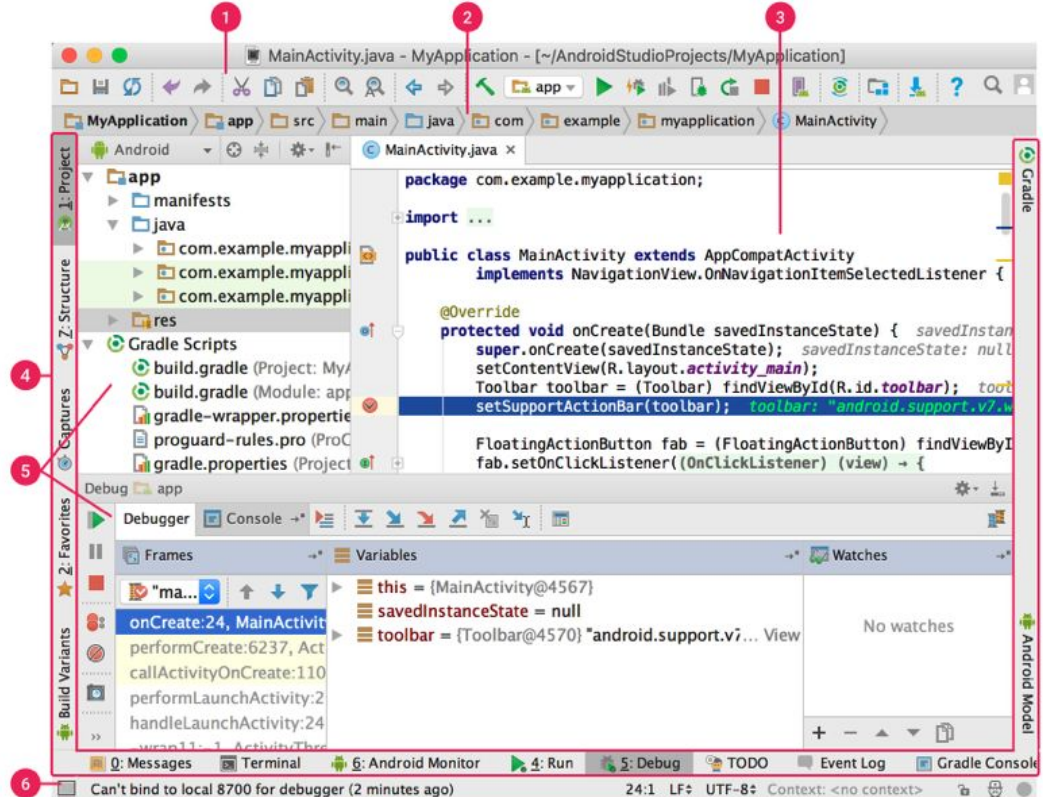 1
2
3
MainActivity.java - MyApplication - [~/AndroidStudioProjects/MyApplication]
app
MyApplication app src main java com example myapplication MainActivity
1: Project
Z: Structure
Captures
2: Favorites
Build Variants
4
5
6
Android
app
manifests
java
com.example.myappli
com.example.myappli
com.example.myappli
res
Gradle Scripts
build.gradle (Project: MyA
build.gradle (Module: app
gradle-wrapper.propertie
proguard-rules.pro (ProG
gradle.properties (Project
MainActivity.java
package com.example.myapplication;
import ...
public class MainActivity extends AppCompatActivity
implements NavigationView.OnNavigationItemSelectedListener {
@Override
protected void onCreate(Bundle savedInstanceState) { savedInstan
super.onCreate(savedInstanceState); savedInstanceState: null
setContentView(R.layout.activity_main);
Toolbar toolbar = (Toolbar) findViewById(R.id.toolbar); tool
setSupportActionBar(toolbar); toolbar: "android.support.v7.w
FloatingActionButton fab = (FloatingActionButton) findViewByI
fab.setOnClickListener((OnClickListener) (view) → {
Gradle
Android Model
Debug app
Debugger Console
Frames
"ma...
onCreate:24, MainActivit
performCreate:6237, Act
callActivityOnCreate:110
performLaunchActivity:2
handleLaunchActivity:24
-wrap11:-1, ActivityThre
Variables
this = {MainActivity@4567}
savedInstanceState = null
toolbar = {Toolbar@4570} "android.support.v7... View
Watches
No watches
0: Messages Terminal 6: Android Monitor 4: Run 5: Debug TODO Event Log Gradle Console
Can't bind to local 8700 for debugger (2 minutes ago) 24:1 LF UTF-8 Context: <no context>